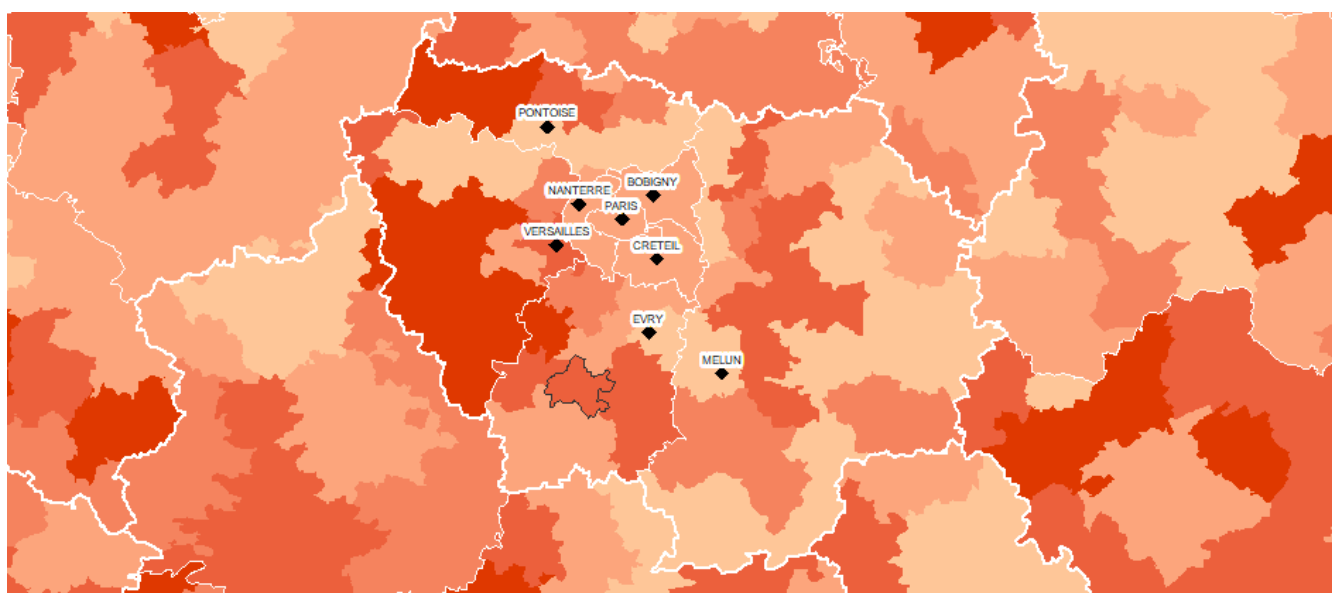 PONTOISE
BOBIGNY
NANTERRE
PARIS
VERSAILLES
CRETEIL
EVRY
MELUN